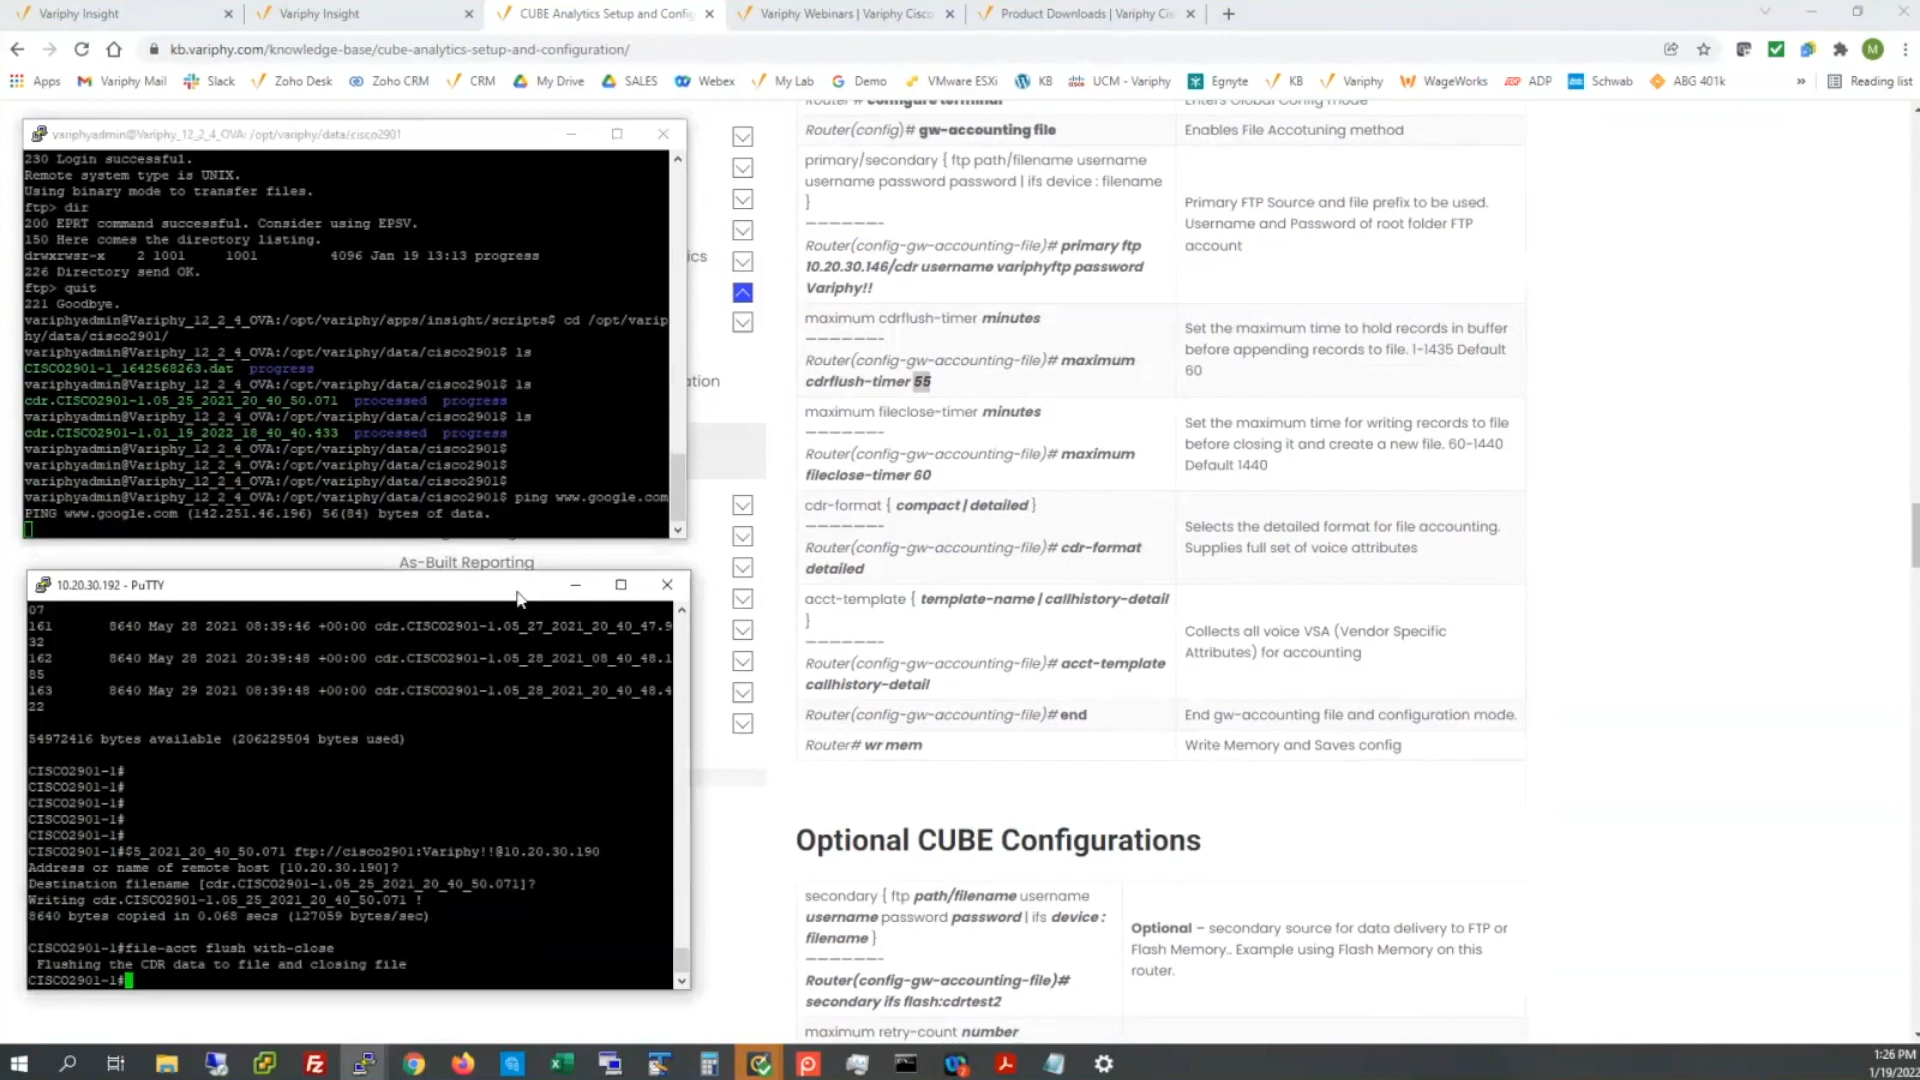 Variphy Insight
Variphy Insight
CUBE Analytics Setup and Config
Variphy Webinars | Variphy Cisco
Product Downloads | Variphy Cis
kb.variphy.com/knowledge-base/cube-analytics-setup-and-configuration/
Apps
Variphy Mail
Slack
Zoho Desk
Zoho CRM
CRM
My Drive
SALES
Webex
My Lab
Demo
VMware ESXi
KB
UCM - Variphy
Egnyte
KB
Variphy
WageWorks
ADP
Schwab
ABG 401k
»
Reading list
variphyadmin@Variphy_12_2_4_OVA: /opt/variphy/data/cisco2901
230 Login successful.
Remote system type is UNIX.
Using binary mode to transfer files.
ftp> dir
200 EPRT command successful. Consider using EPSV.
150 Here comes the directory listing.
drwxrwsr-x    2 1001     1001         4096 Jan 19 13:13 progress
226 Directory send OK.
ftp> quit
221 Goodbye.
variphyadmin@Variphy_12_2_4_OVA:/opt/variphy/apps/insight/scripts$ cd /opt/varip
hy/data/cisco2901/
variphyadmin@Variphy_12_2_4_OVA:/opt/variphy/data/cisco2901$ ls
CISCO2901-1_1642568263.dat  progress
variphyadmin@Variphy_12_2_4_OVA:/opt/variphy/data/cisco2901$ ls
cdr.CISCO2901-1.05_25_2021_20_40_50.071  processed  progress
variphyadmin@Variphy_12_2_4_OVA:/opt/variphy/data/cisco2901$ ls
cdr.CISCO2901-1.01_19_2022_18_40_40.433  processed  progress
variphyadmin@Variphy_12_2_4_OVA:/opt/variphy/data/cisco2901$
variphyadmin@Variphy_12_2_4_OVA:/opt/variphy/data/cisco2901$
variphyadmin@Variphy_12_2_4_OVA:/opt/variphy/data/cisco2901$
variphyadmin@Variphy_12_2_4_OVA:/opt/variphy/data/cisco2901$ ping www.google.com
PING www.google.com (142.251.46.196) 56(84) bytes of data.
As-Built Reporting
10.20.30.192 - PuTTY
07
161       8640 May 28 2021 08:39:46 +00:00 cdr.CISCO2901-1.05_27_2021_20_40_47.9
32
162       8640 May 28 2021 20:39:48 +00:00 cdr.CISCO2901-1.05_28_2021_08_40_48.1
85
163       8640 May 29 2021 08:39:48 +00:00 cdr.CISCO2901-1.05_28_2021_20_40_48.4
22
54972416 bytes available (206229504 bytes used)
CISCO2901-1#
CISCO2901-1#
CISCO2901-1#
CISCO2901-1#
CISCO2901-1#
CISCO2901-1#$5_2021_20_40_50.071 ftp://cisco2901:Variphy!!@10.20.30.190
Address or name of remote host [10.20.30.190]?
Destination filename [cdr.CISCO2901-1.05_25_2021_20_40_50.071]?
Writing cdr.CISCO2901-1.05_25_2021_20_40_50.071 !
8640 bytes copied in 0.068 secs (127059 bytes/sec)
CISCO2901-1#file-acct flush with-close
Flushing the CDR data to file and closing file
CISCO2901-1#
ics
ation
Router # configure terminal
Enters Global Config mode
Router(config)# gw-accounting file
Enables File Accotuning method
primary/secondary { ftp path/filename username
username password password | ifs device : filename
}
———————-
Router(config-gw-accounting-file)# primary ftp
10.20.30.146/cdr username variphyftp password
Variphy!!
Primary FTP Source and file prefix to be used.
Username and Password of root folder FTP
account
maximum cdrflush-timer minutes
———————-
Router(config-gw-accounting-file)# maximum
cdrflush-timer 55
Set the maximum time to hold records in buffer
before appending records to file. 1-1435 Default
60
maximum fileclose-timer minutes
———————-
Router(config-gw-accounting-file)# maximum
fileclose-timer 60
Set the maximum time for writing records to file
before closing it and create a new file. 60-1440
Default 1440
cdr-format { compact | detailed }
———————-
Router(config-gw-accounting-file)# cdr-format
detailed
Selects the detailed format for file accounting.
Supplies full set of voice attributes
acct-template { template-name | callhistory-detail
}
———————-
Router(config-gw-accounting-file)# acct-template
callhistory-detail
Collects all voice VSA (Vendor Specific
Attributes) for accounting
Router(config-gw-accounting-file)# end
End gw-accounting file and configuration mode.
Router# wr mem
Write Memory and Saves config
Optional CUBE Configurations
secondary { ftp path/filename username
username password password | ifs device :
filename }
———————-
Router(config-gw-accounting-file)#
secondary ifs flash:cdrtest2
Optional – secondary source for data delivery to FTP or
Flash Memory.. Example using Flash Memory on this
router.
maximum retry-count number
1:26 PM
1/19/2022